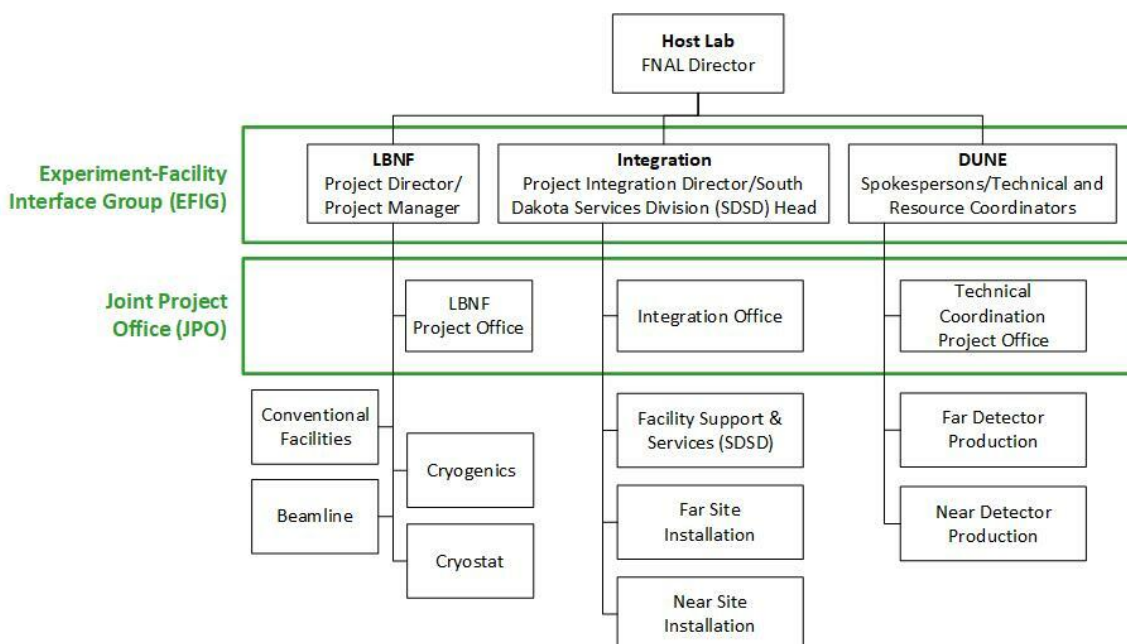 Host Lab
FNAL Director
Experiment-Facility
Interface Group (EFIG)
LBNF
Project Director/
Project Manager
Integration
Project Integration Director/South
Dakota Services Division (SDSD) Head
DUNE
Spokespersons/Technical and
Resource Coordinators
Joint Project
Office (JPO)
LBNF
Project Office
Integration Office
Technical
Coordination
Project Office
Conventional
Facilities
Cryogenics
Beamline
Cryostat
Facility Support &
Services (SDSD)
Far Site
Installation
Near Site
Installation
Far Detector
Production
Near Detector
Production